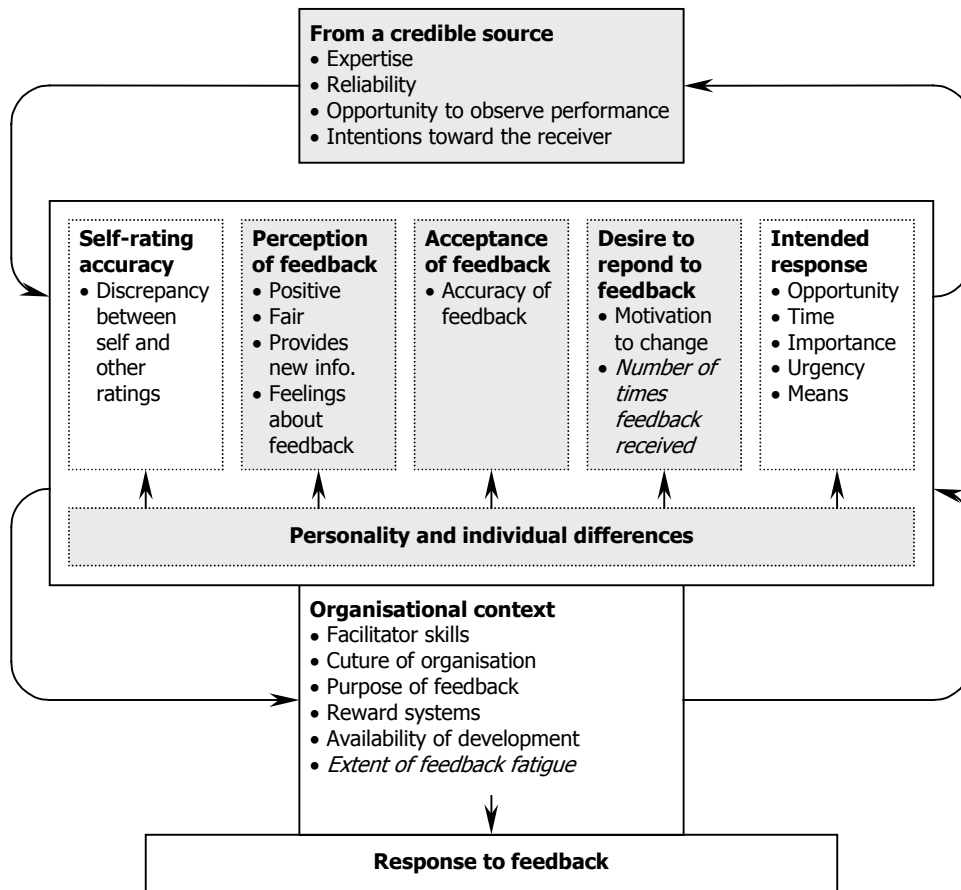 From a credible source
• Expertise
• Reliability
• Opportunity to observe performance
• Intentions toward the receiver
Self-rating
accuracy
• Discrepancy
between
self and
other
ratings
Perception
of feedback
• Positive
• Fair
• Provides
new info.
• Feelings
about
feedback
Acceptance
of feedback
• Accuracy of
feedback
Desire to
repond to
feedback
• Motivation
to change
• Number of
times
feedback
received
Intended
response
• Opportunity
• Time
• Importance
• Urgency
• Means
Personality and individual differences
Organisational context
• Facilitator skills
• Cuture of organisation
• Purpose of feedback
• Reward systems
• Availability of development
• Extent of feedback fatigue
Response to feedback